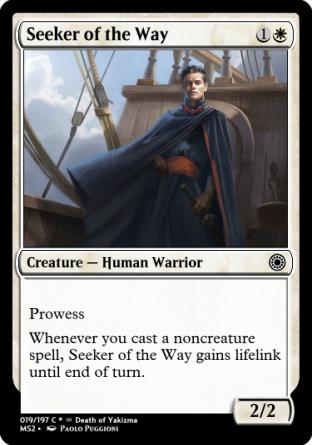 Seeker of the Way 1
Creature — Human Warrior
Prowess
Whenever you cast a noncreature
spell, Seeker of the Way gains lifelink
until end of turn.
2/2
019/197 C * ≈ Death of Yakizma
MS2 • Paolo Puggioni